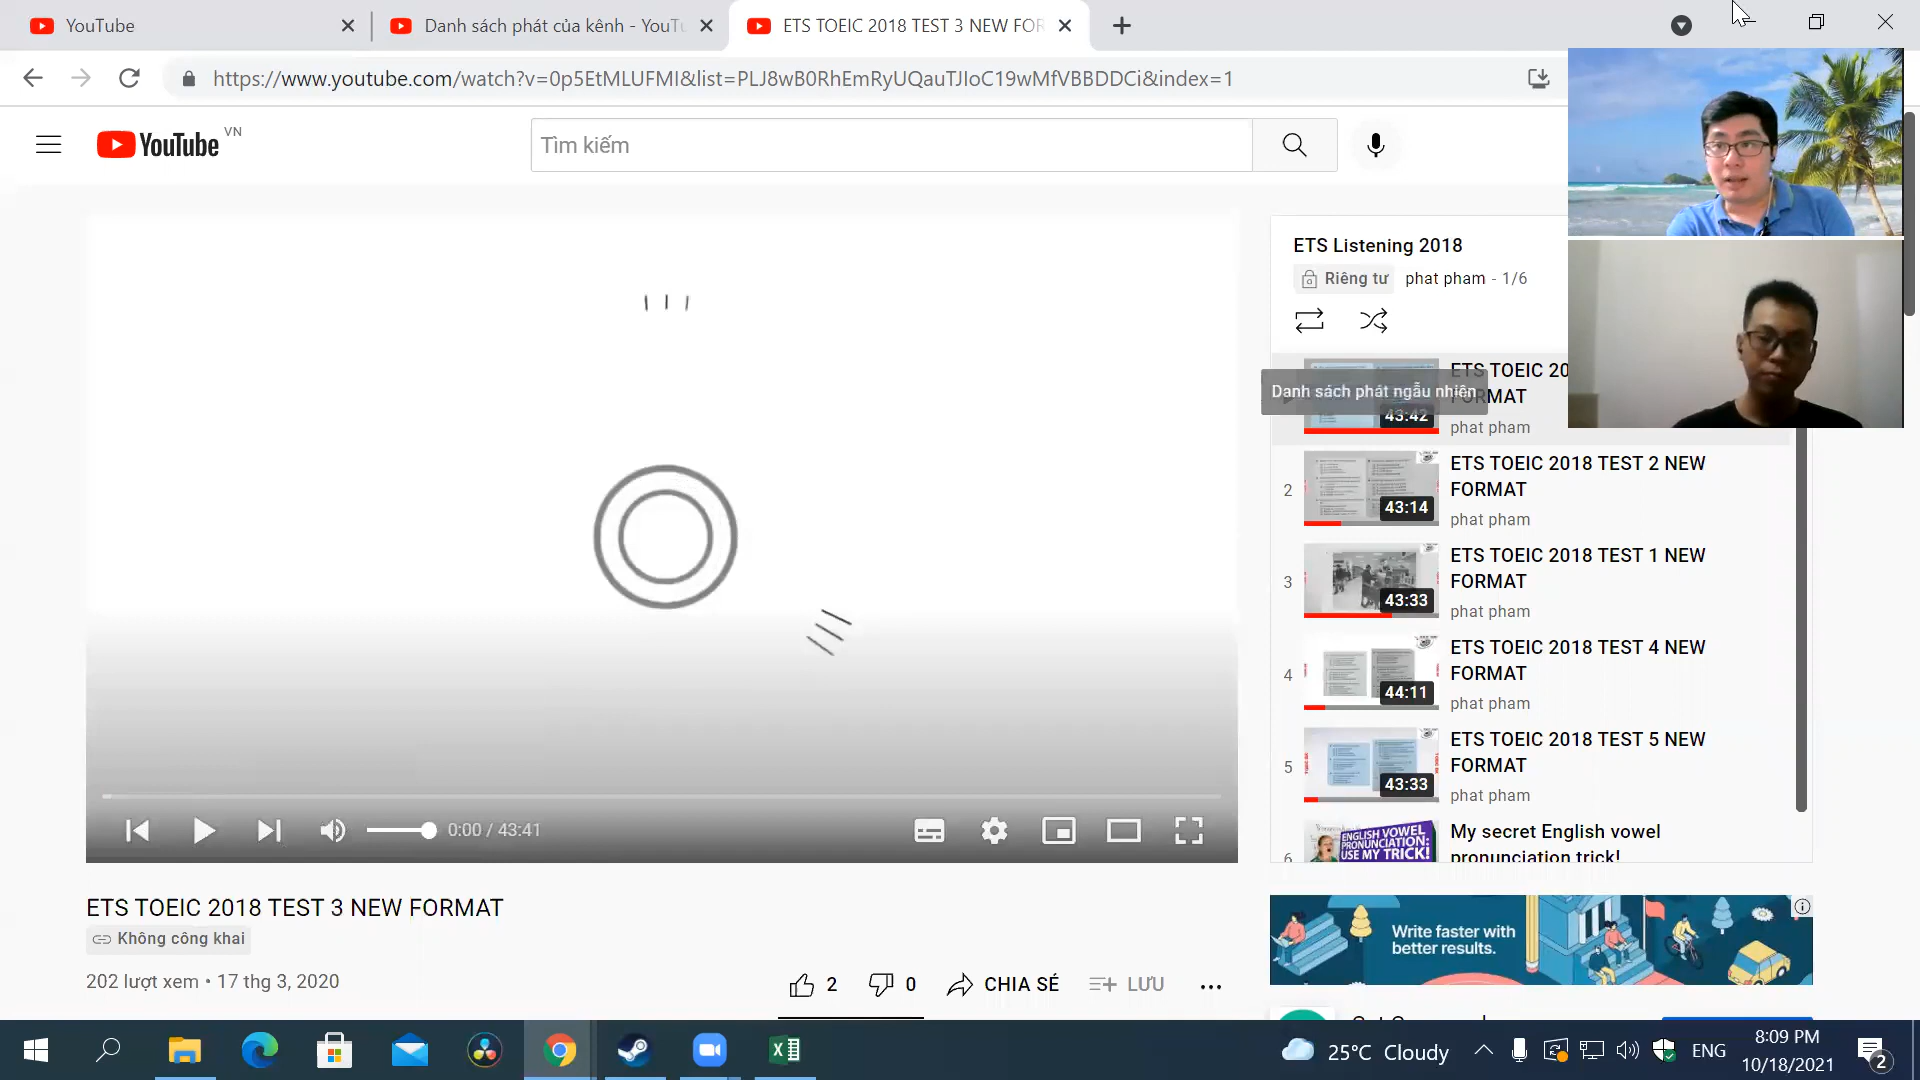 YouTube
Danh sách phát của kênh - YouTu
ETS TOEIC 2018 TEST 3 NEW FOR
https://www.youtube.com/watch?v=0p5EtMLUFMI&list=PLJ8wB0RhEmRyUQauTJIoC19wMfVBBDDCi&index=1
YouTube VN
Tìm kiếm
ETS Listening 2018
Riêng tư phat pham - 1/6
ETS TOEIC 20
RMAT
Danh sách phát ngẫu nhiên
43:42
phat pham
2
43:14
ETS TOEIC 2018 TEST 2 NEW
FORMAT
phat pham
3
43:33
ETS TOEIC 2018 TEST 1 NEW
FORMAT
phat pham
4
44:11
ETS TOEIC 2018 TEST 4 NEW
FORMAT
phat pham
5
43:33
ETS TOEIC 2018 TEST 5 NEW
FORMAT
phat pham
6
ENGLISH VOWEL
PRONUNCIATION:
USE MY TRICK!
My secret English vowel
pronunciation trick!
0:00 / 43:41
ETS TOEIC 2018 TEST 3 NEW FORMAT
Không công khai
202 lượt xem • 17 thg 3, 2020
2
0
CHIA SẺ
LƯU
Write faster with
better results.
25°C Cloudy
ENG
8:09 PM
10/18/2021
2